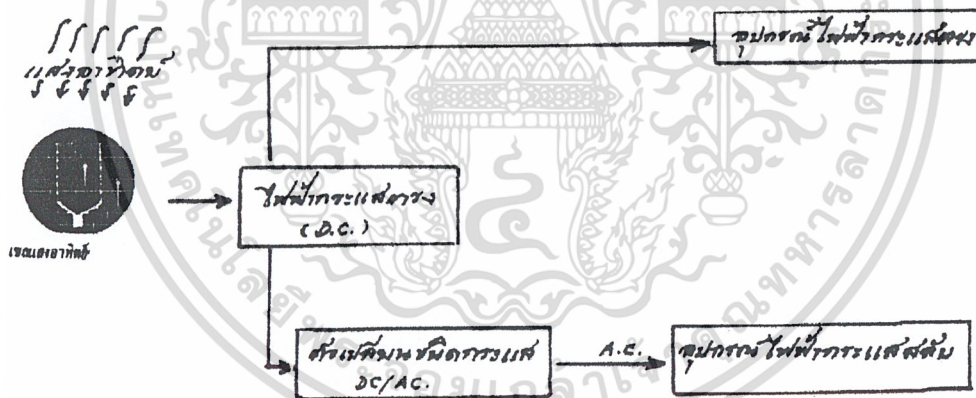 แสงอาทิตย์
เซลแสงอาทิตย์
ไฟฟ้ากระแสตรง
(D.C.)
อุปกรณ์ไฟฟ้ากระแสตรง
ตัวเปลี่ยนชนิดกระแส
DC/AC.
A.C.
อุปกรณ์ไฟฟ้ากระแสสลับ